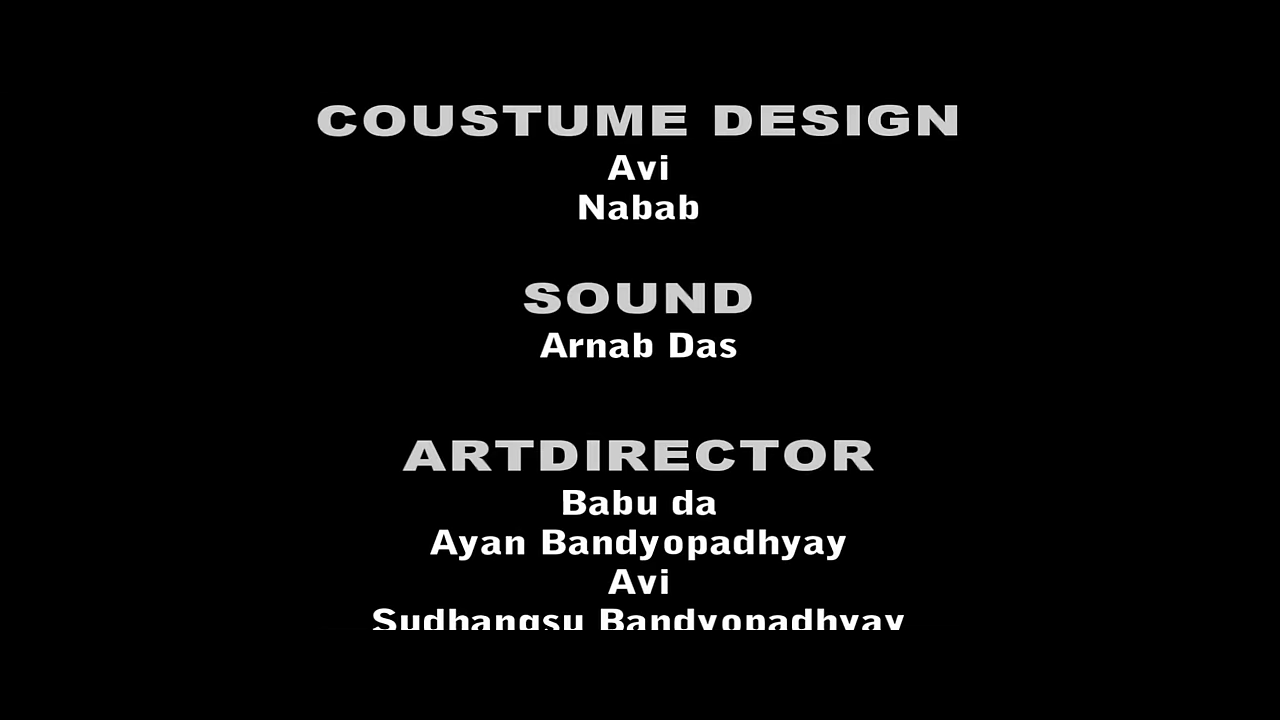 COUSTUME DESIGN
Avi
Nabab
SOUND
Arnab Das
ARTDIRECTOR
Babu da
Ayan Bandyopadhyay
Avi
Sudhangsu Bandyopadhyay